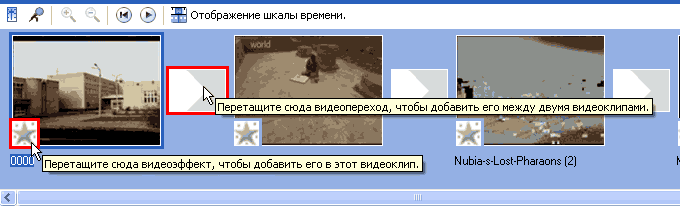 Отображение шкалы времени.
world
Перетащите сюда видеопереход, чтобы добавить его между двумя видеоклипами.
0000
Перетащите сюда видеоэффект, чтобы добавить его в этот видеоклип.
Nubia-s-Lost-Pharaons (2)